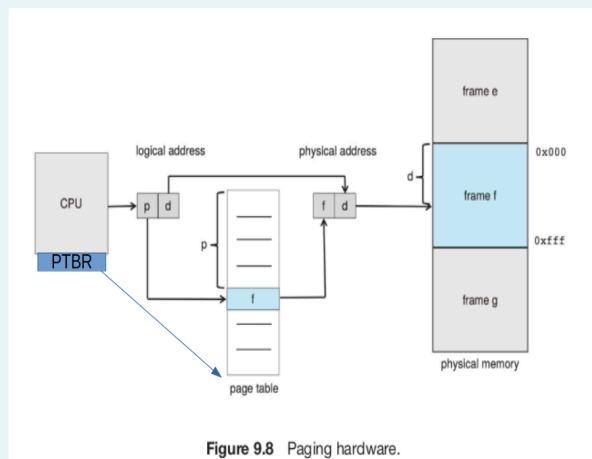 frame e
logical address
physical address
0x000
d
CPU
p d
f d
frame f
p
PTBR
0xfff
f
frame g
physical memory
page table
Figure 9.8 Paging hardware.